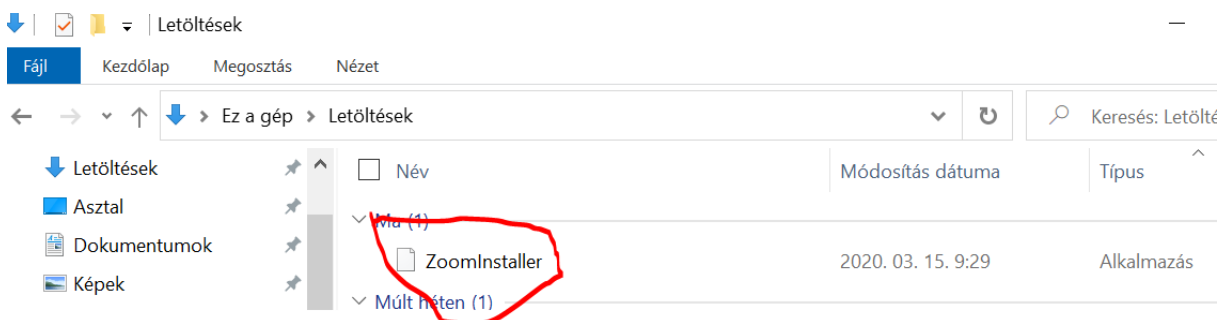 Letöltések
Fájl Kezdőlap Megosztás Nézet
Ez a gép Letöltések Keresés: Letölté
Letöltések
Asztal
Dokumentumok
Képek
Név Módosítás dátuma Típus
Ma (1)
ZoomInstaller 2020. 03. 15. 9:29 Alkalmazás
Múlt héten (1)